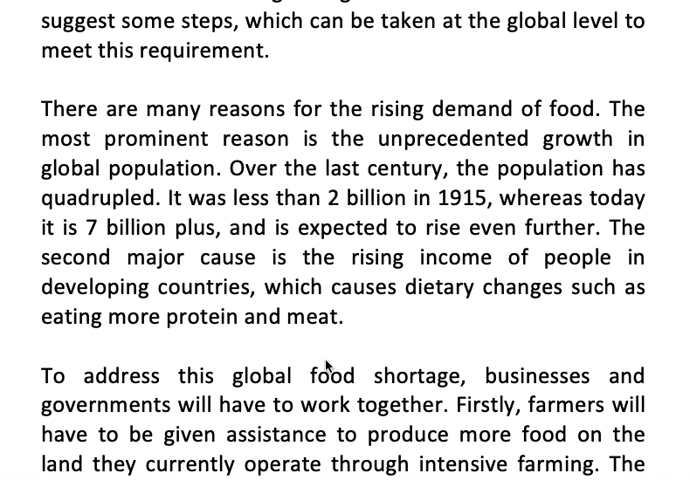 suggest some steps, which can be taken at the global level to
meet this requirement.
There are many reasons for the rising demand of food. The
most prominent reason is the unprecedented growth in
global population. Over the last century, the population has
quadrupled. It was less than 2 billion in 1915, whereas today
it is 7 billion plus, and is expected to rise even further. The
second major cause is the rising income of people in
developing countries, which causes dietary changes such as
eating more protein and meat.
To address this global food shortage, businesses and
governments will have to work together. Firstly, farmers will
have to be given assistance to produce more food on the
land they currently operate through intensive farming. The